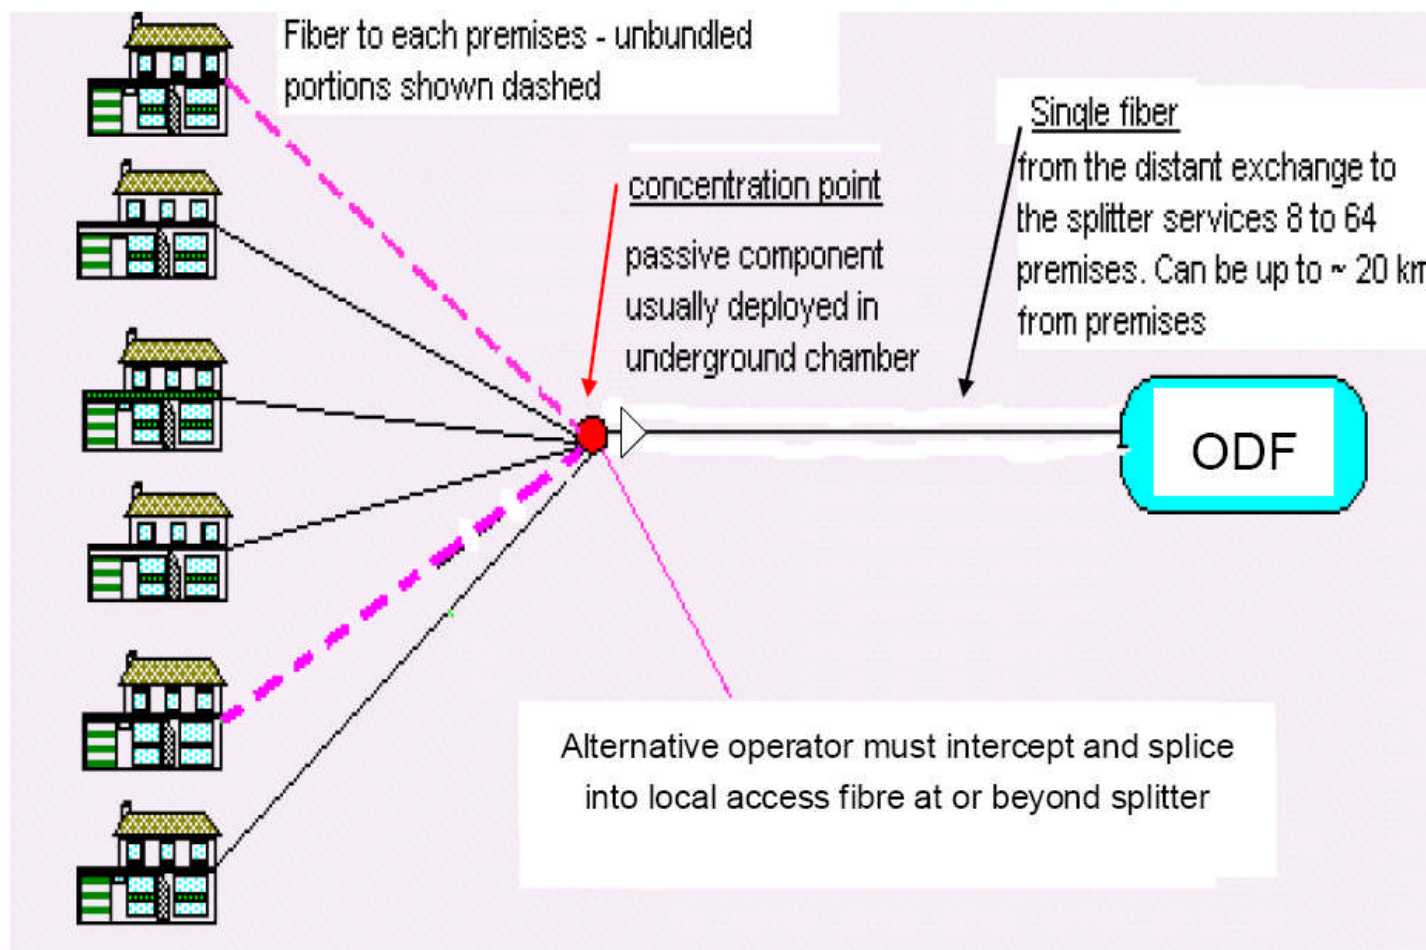 Fiber to each premises - unbundled
portions shown dashed
concentration point
passive component
usually deployed in
underground chamber
Single fiber
from the distant exchange to
the splitter services 8 to 64
premises. Can be up to ~ 20 km
from premises
ODF
Alternative operator must intercept and splice
into local access fibre at or beyond splitter